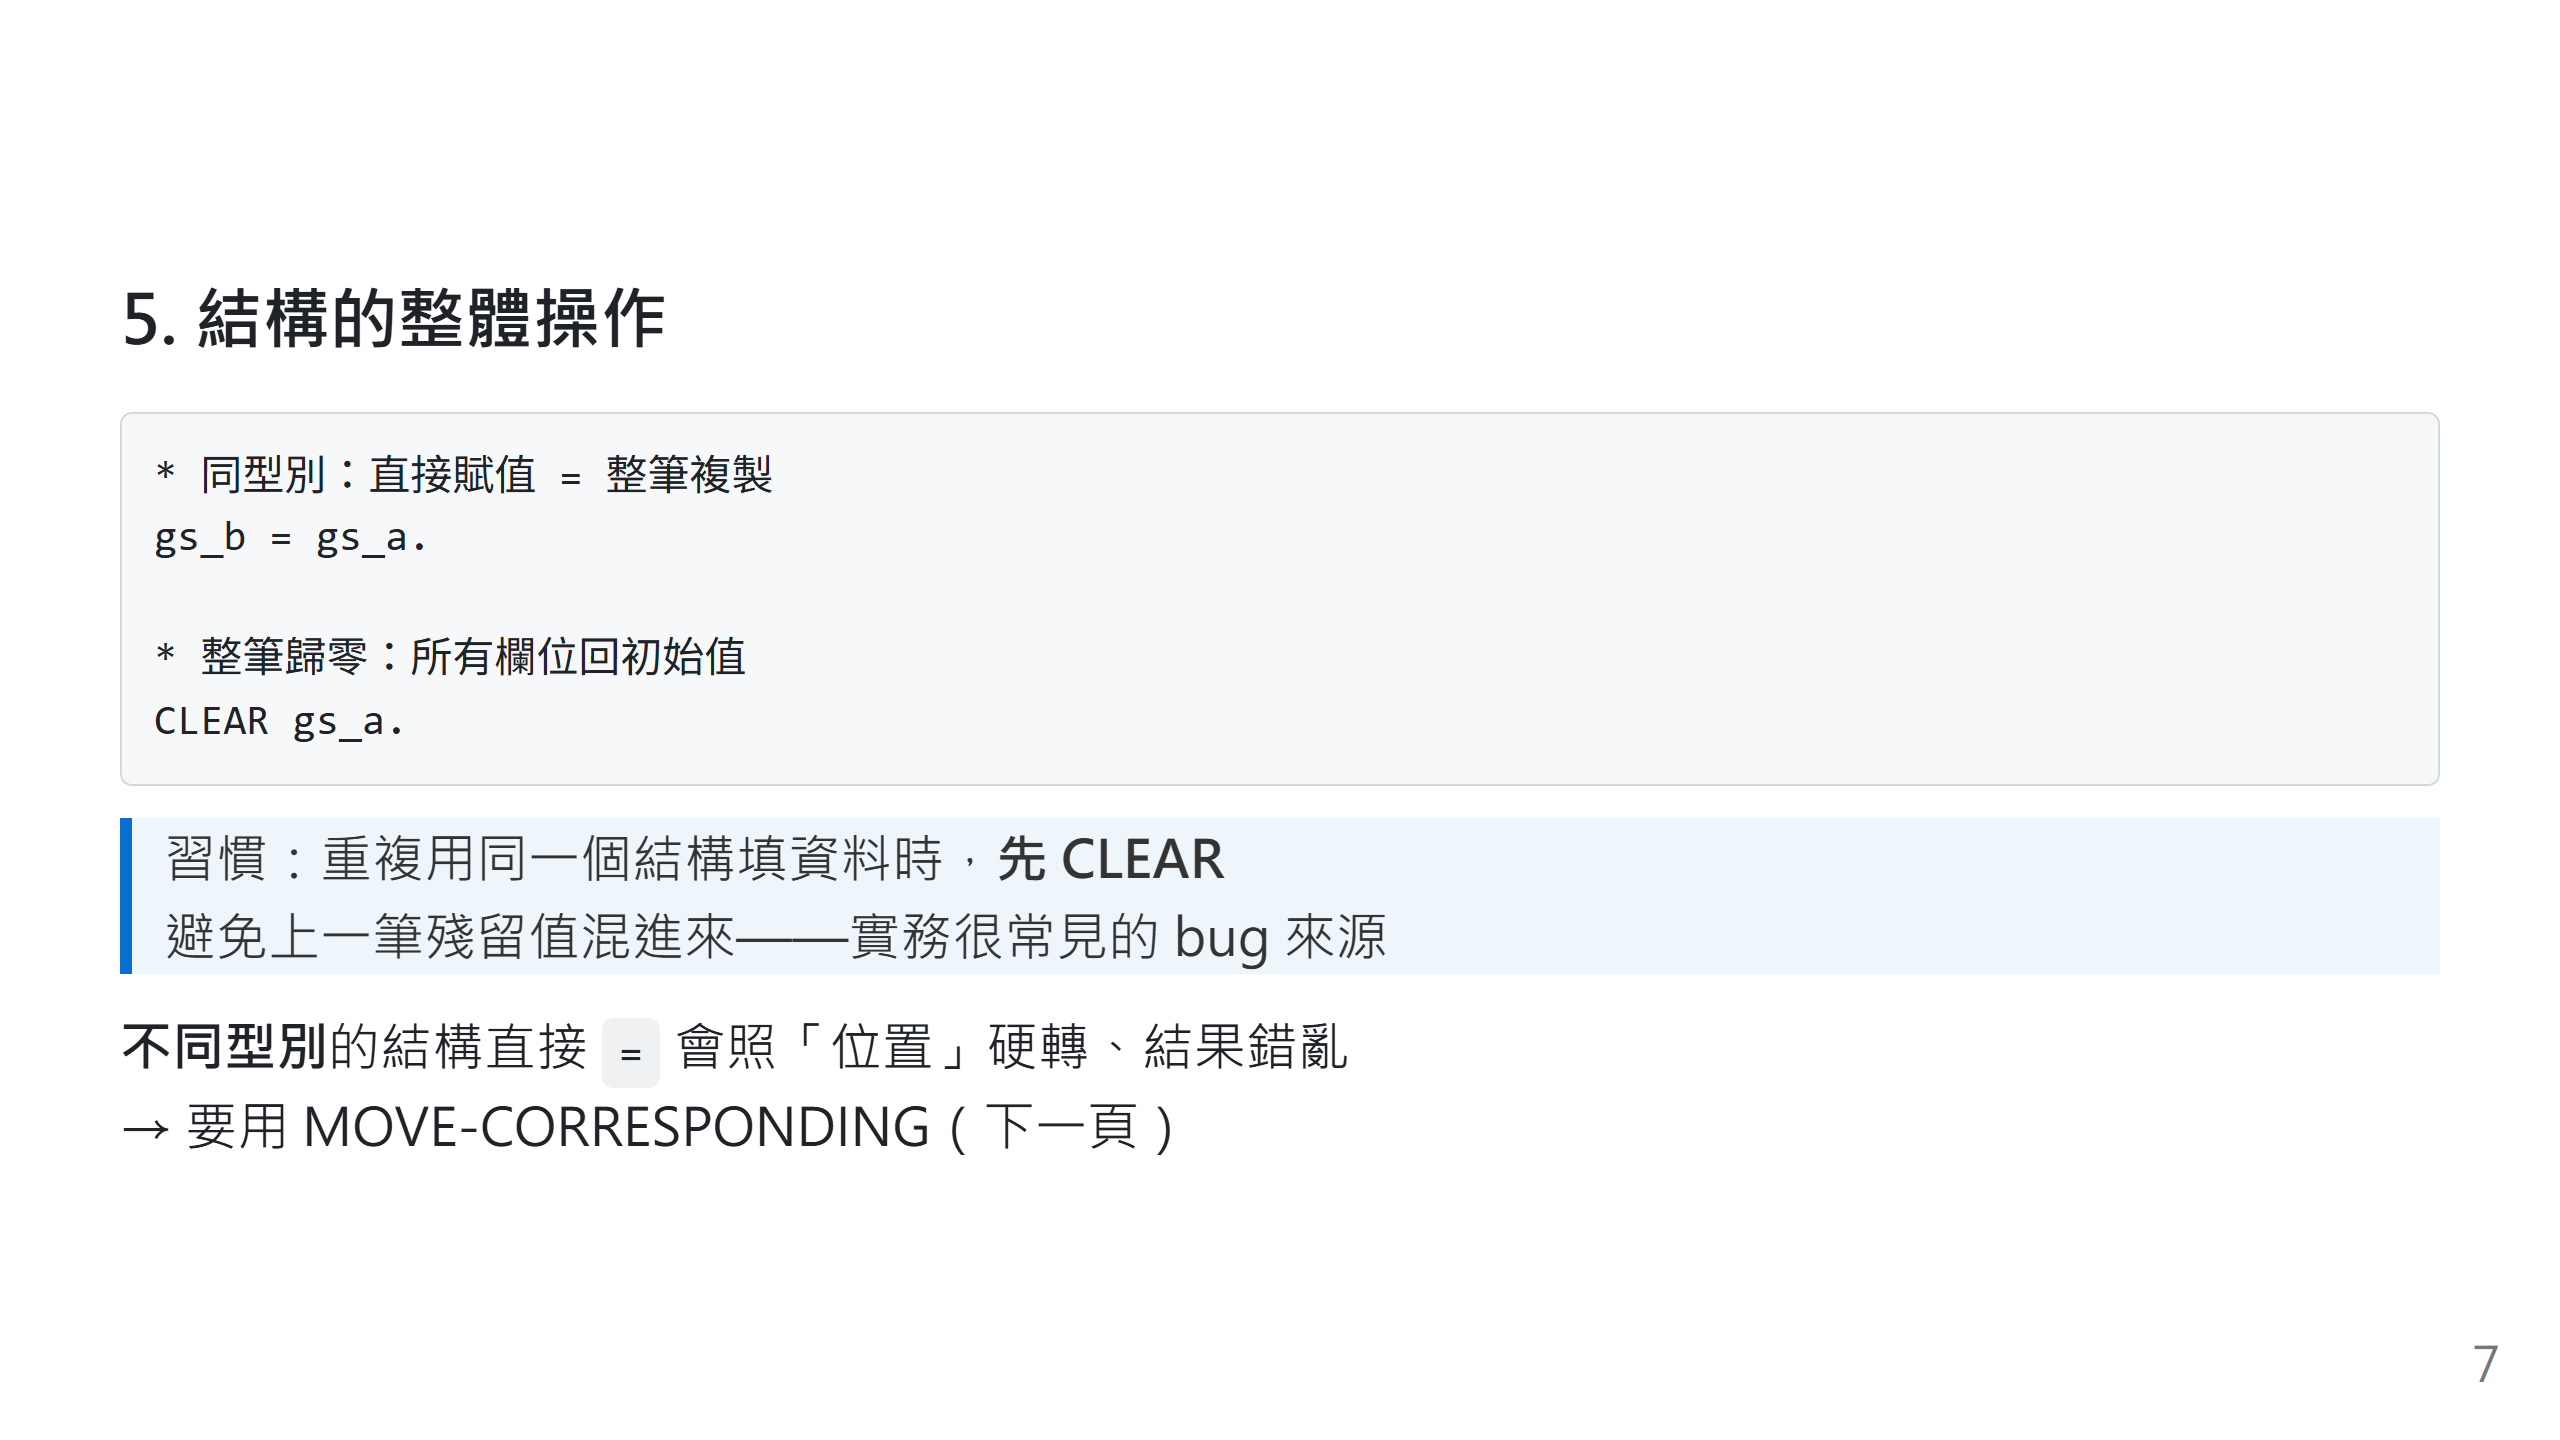 5. 結構的整體操作
* 同型別：直接賦值 = 整筆複製
gs_b = gs_a.
* 整筆歸零：所有欄位回初始值
CLEAR gs_a.
習慣：重複用同一個結構填資料時，先 CLEAR
避免上一筆殘留值混進來——實務很常見的 bug 來源
不同型別的結構直接 = 會照「位置」硬轉、結果錯亂
→ 要用 MOVE-CORRESPONDING（下一頁）
7